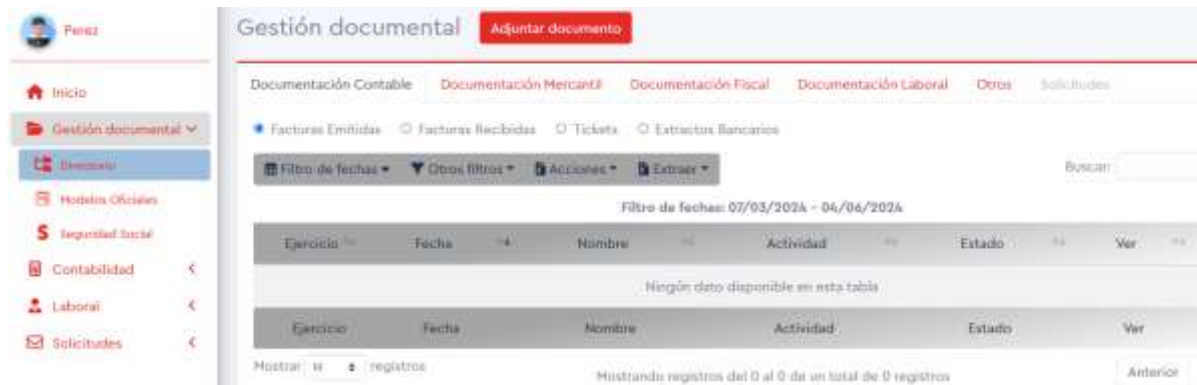 Perez
Gestión documental Adjuntar documento
Inicio
Gestión documental
Directorio
Modelos Oficiales
Seguridad Social
Contabilidad
Laboral
Solicitudes
Documentación Contable Documentación Mercantil Documentación Fiscal Documentación Laboral Otros Solicitudes
Facturas Emitidas Facturas Recibidas Tickets Extractos Bancarios
Filtro de fechas Otros filtros Acciones Extraer Buscar:
Filtro de fechas: 07/03/2024 - 04/06/2024
Ejercicio Fecha Nombre Actividad Estado Ver
Ningún dato disponible en esta tabla
Ejercicio Fecha Nombre Actividad Estado Ver
Mostrar registros Mostrando registros del 0 al 0 de un total de 0 registros Anterior